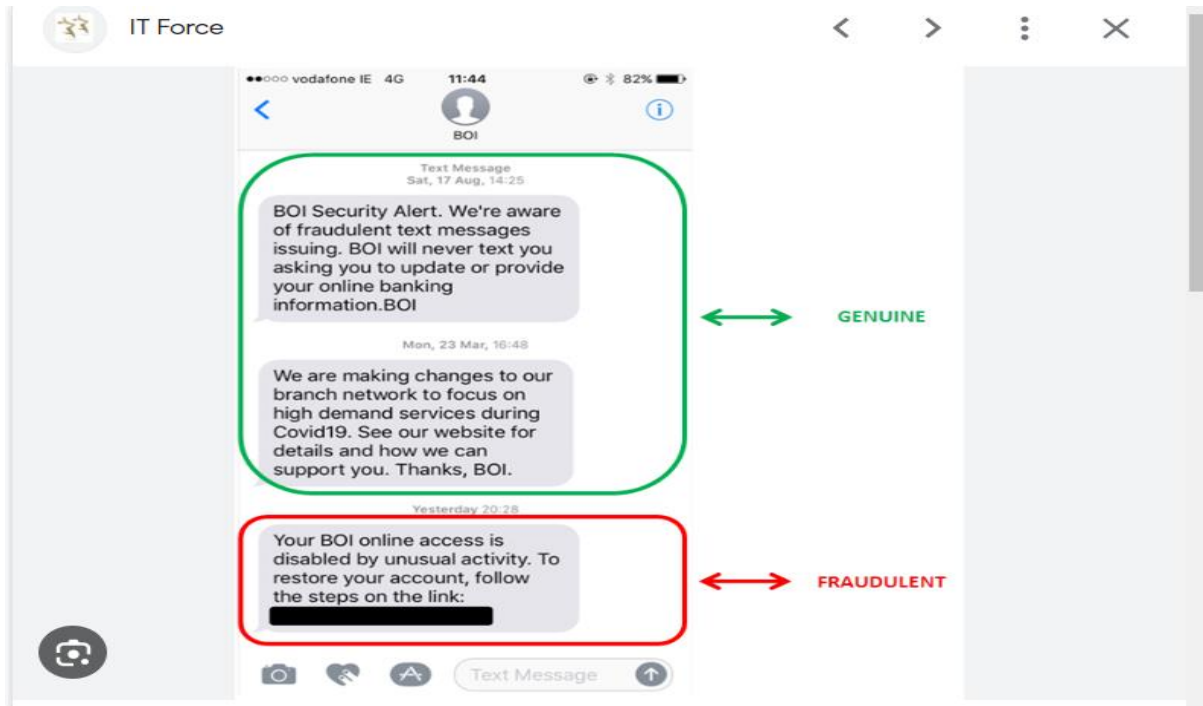 IT Force
vodafone IE 4G 11:44 82%
BOI
Text Message
Sat, 17 Aug, 14:25
BOI Security Alert. We're aware
of fraudulent text messages
issuing. BOI will never text you
asking you to update or provide
your online banking
information.BOI
GENUINE
Mon, 23 Mar, 16:48
We are making changes to our
branch network to focus on
high demand services during
Covid19. See our website for
details and how we can
support you. Thanks, BOI.
Yesterday 20:28
Your BOI online access is
disabled by unusual activity. To
restore your account, follow
the steps on the link:
FRAUDULENT
Text Message